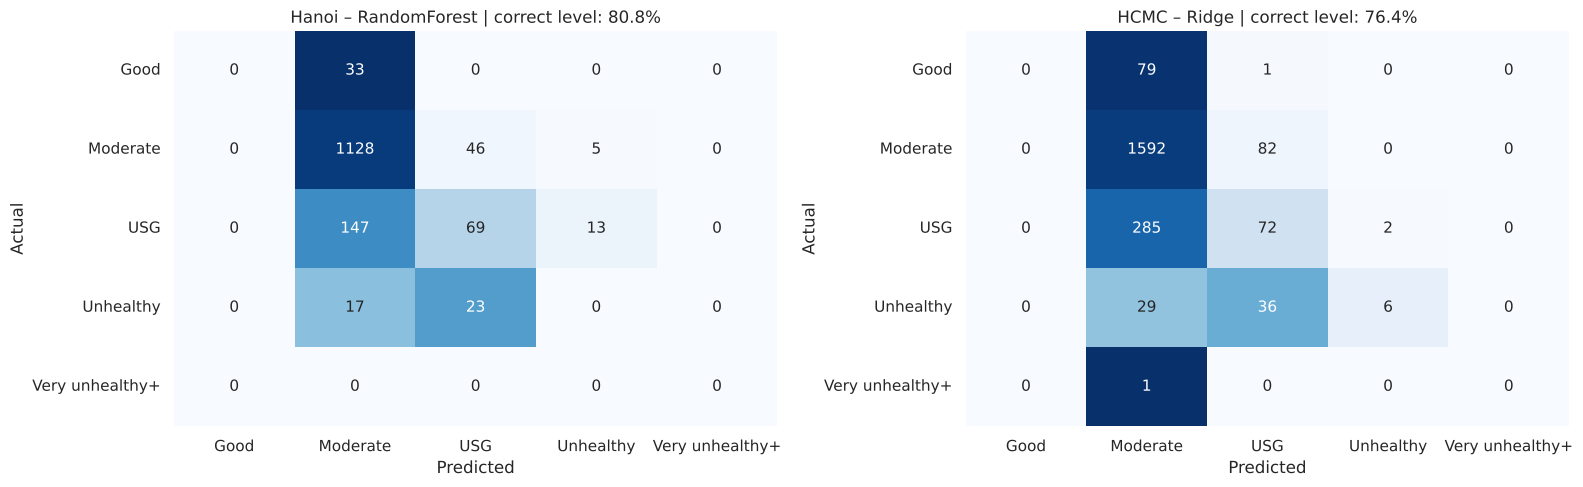 Hanoi – RandomForest | correct level: 80.8%
Good 0 33 0 0 0
Moderate 0 1128 46 5 0
USG 0 147 69 13 0
Unhealthy 0 17 23 0 0
Very unhealthy+ 0 0 0 0 0
Actual
Good Moderate USG Unhealthy Very unhealthy+
Predicted
HCMC – Ridge | correct level: 76.4%
Good 0 79 1 0 0
Moderate 0 1592 82 0 0
USG 0 285 72 2 0
Unhealthy 0 29 36 6 0
Very unhealthy+ 0 1 0 0 0
Actual
Good Moderate USG Unhealthy Very unhealthy+
Predicted